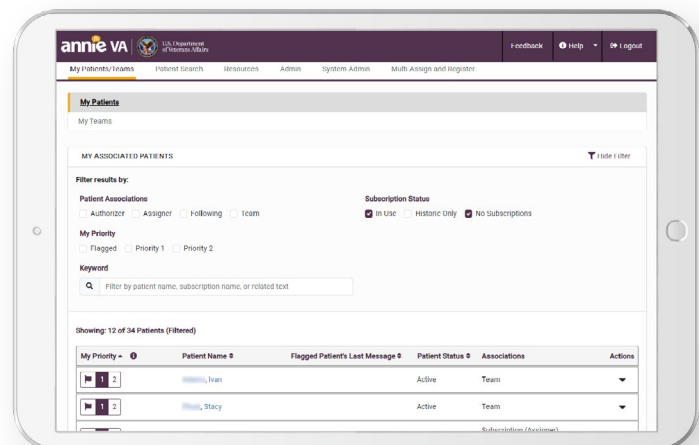 annie VA U.S. Department of Veterans Affairs Feedback Help Logout
My Patients/Teams Patient Search Resources Admin System Admin Multi Assign and Register
My Patients
My Teams
MY ASSOCIATED PATIENTS Hide Filter
Filter results by:
Patient Associations Subscription Status
Authorizer Assigner Following Team In Use Historic Only No Subscriptions
My Priority
Flagged Priority 1 Priority 2
Keyword
Filter by patient name, subscription name, or related text
Showing: 12 of 34 Patients (Filtered)
My Priority Patient Name Flagged Patient's Last Message Patient Status Associations Actions
1 2 , Ivan Active Team
1 2 , Stacy Active Team
Subscription (Assigner)